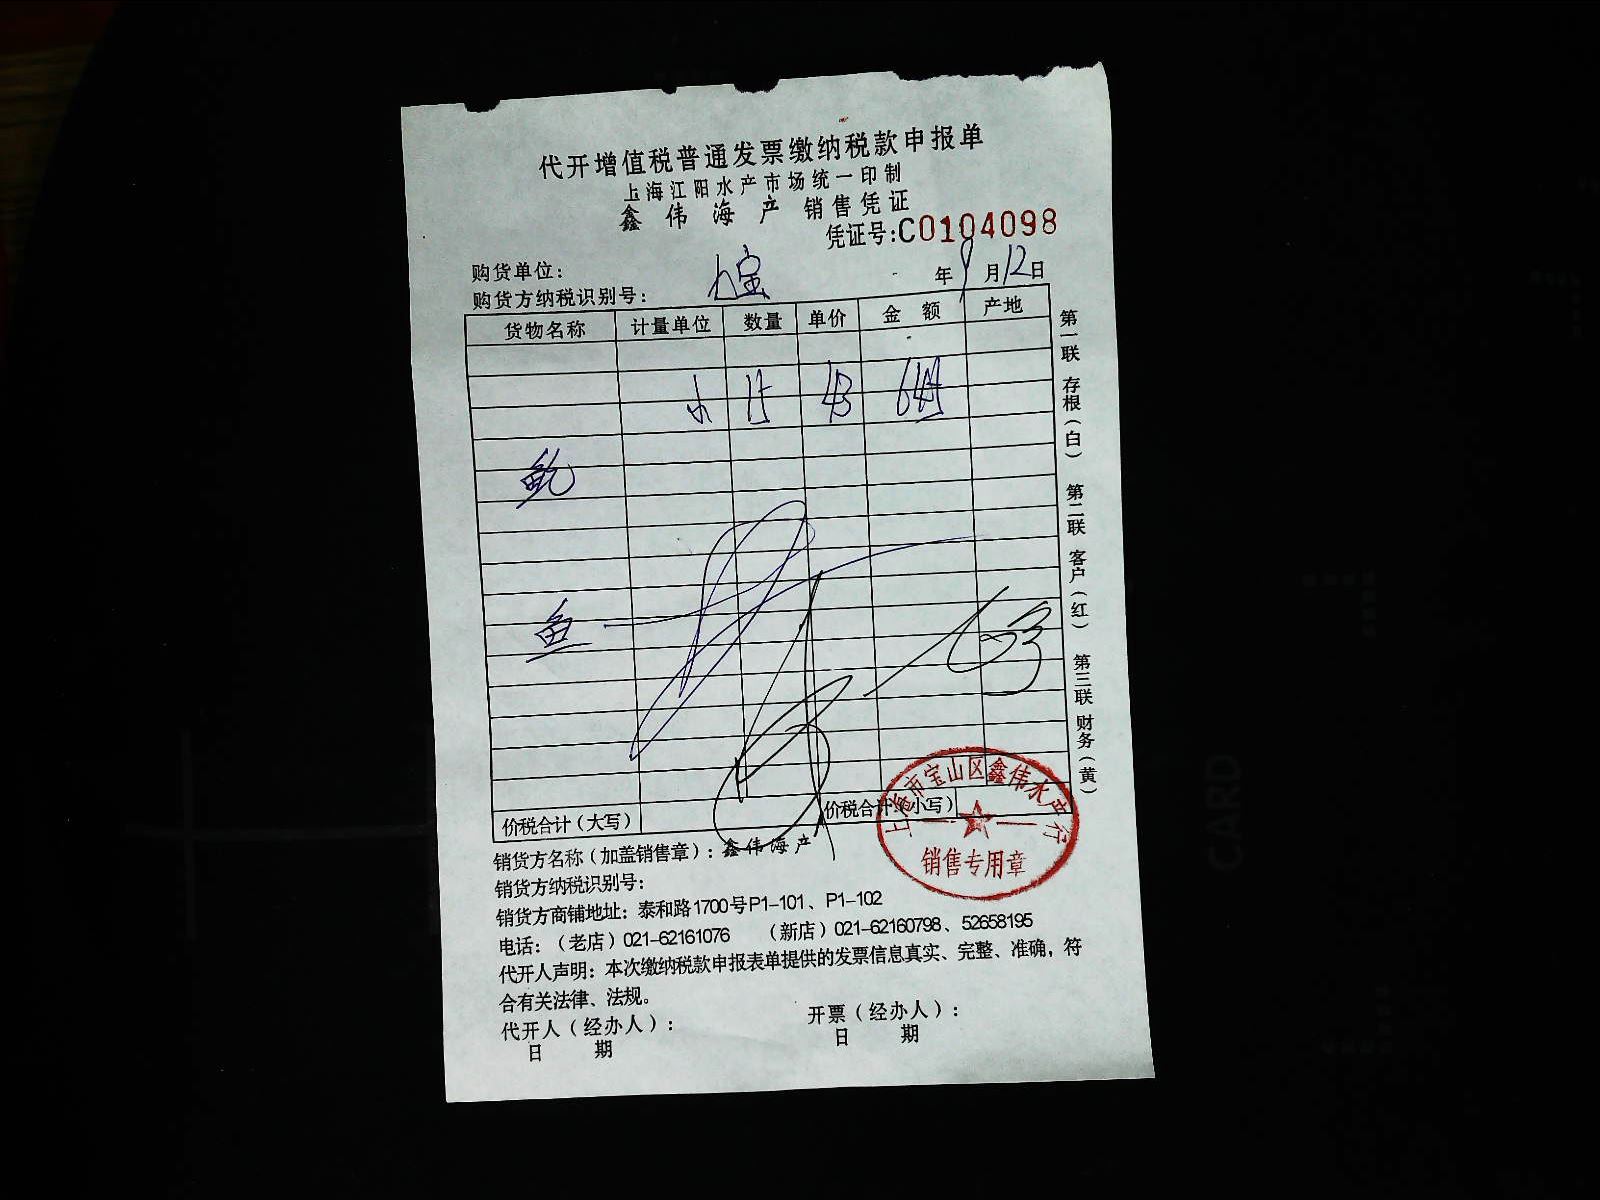 代开增值税普通发票缴纳税款申报单
上海江阳水产市场统一印制
鑫伟海产 销售凭证
凭证号:C0104098
购货单位：
年9月12日
购货方纳税识别号：
货物名称 计量单位 数量 单价 金额 产地
小 15 43 645
鲍
鱼
价税合计（大写） 价税合计（小写）
第一联 存根（白） 第二联 客户（红） 第三联 财务（黄）
上海市宝山区鑫伟水产行
销售专用章
销货方名称（加盖销售章）：鑫伟海产
销货方纳税识别号：
销货方商铺地址：泰和路1700号P1-101、P1-102
电话：（老店）021-62161076 （新店）021-62160798、52658195
代开人声明：本次缴纳税款申报表单提供的发票信息真实、完整、准确，符
合有关法律、法规。
代开人（经办人）： 开票（经办人）：
日 期 日 期
CARD